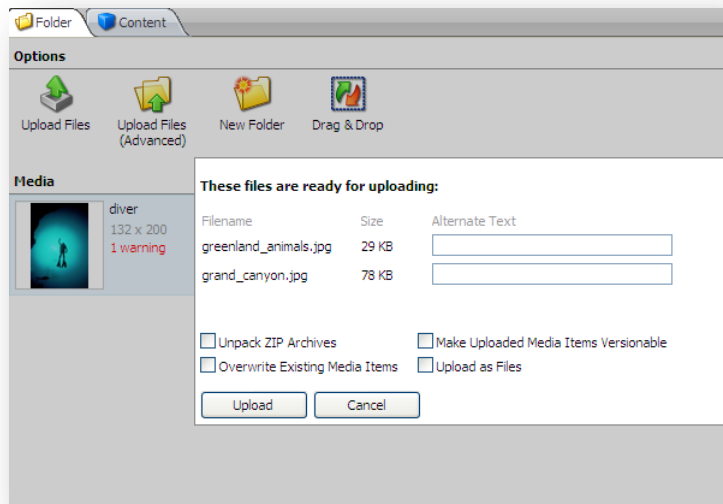 Folder Content
Options
Upload Files Upload Files (Advanced) New Folder Drag & Drop
Media
diver
132 x 200
1 warning
These files are ready for uploading:
Filename Size Alternate Text
greenland_animals.jpg 29 KB
grand_canyon.jpg 78 KB
Unpack ZIP Archives Make Uploaded Media Items Versionable
Overwrite Existing Media Items Upload as Files
Upload Cancel